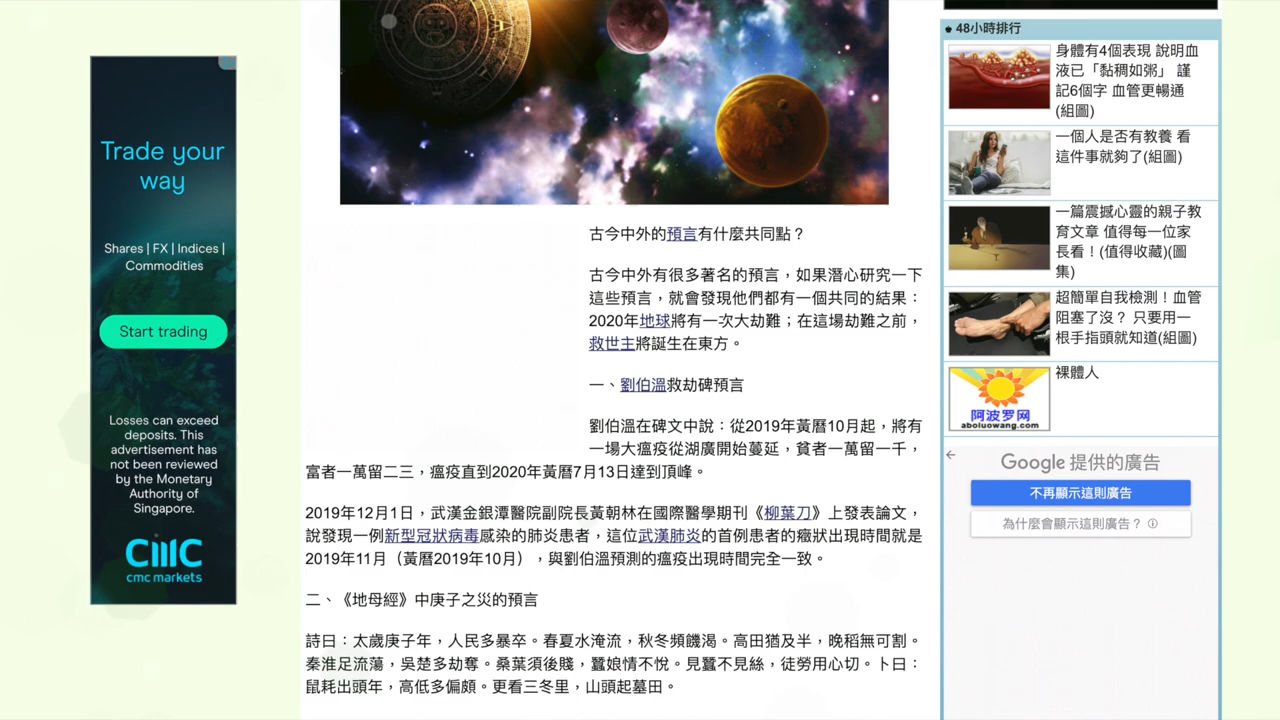 Trade your
way
Shares | FX | Indices |
Commodities
Start trading
Losses can exceed
deposits. This
advertisement has
not been reviewed
by the Monetary
Authority of
Singapore.
cmc
cmc markets
古今中外的預言有什麼共同點？
古今中外有很多著名的預言，如果潛心研究一下
這些預言，就會發現他們都有一個共同的結果：
2020年地球將有一次大劫難；在這場劫難之前，
救世主將誕生在東方。
一、劉伯溫救劫碑預言
劉伯溫在碑文中說：從2019年黃曆10月起，將有
一場大瘟疫從湖廣開始蔓延，貧者一萬留一千，
富者一萬留二三，瘟疫直到2020年黃曆7月13日達到頂峰。
2019年12月1日，武漢金銀潭醫院副院長黃朝林在國際醫學期刊《柳葉刀》上發表論文，
說發現一例新型冠狀病毒感染的肺炎患者，這位武漢肺炎的首例患者的癥狀出現時間就是
2019年11月（黃曆2019年10月），與劉伯溫預測的瘟疫出現時間完全一致。
二、《地母經》中庚子之災的預言
詩曰：太歲庚子年，人民多暴卒。春夏水淹流，秋冬頻饑渴。高田猶及半，晚稻無可割。
秦淮足流蕩，吳楚多劫奪。桑葉須後賤，蠶娘情不悅。見蠶不見絲，徒勞用心切。卜曰：
鼠耗出頭年，高低多偏頗。更看三冬里，山頭起墓田。
48小時排行
身體有4個表現 說明血
液已「黏稠如粥」 謹
記6個字 血管更暢通
(組圖)
一個人是否有教養 看
這件事就夠了(組圖)
一篇震撼心靈的親子教
育文章 值得每一位家
長看！(值得收藏)(圖
集)
超簡單自我檢測！血管
阻塞了沒？ 只要用一
根手指頭就知道(組圖)
裸體人
阿波罗网
aboluowang.com
Google 提供的廣告
不再顯示這則廣告
為什麼會顯示這則廣告？